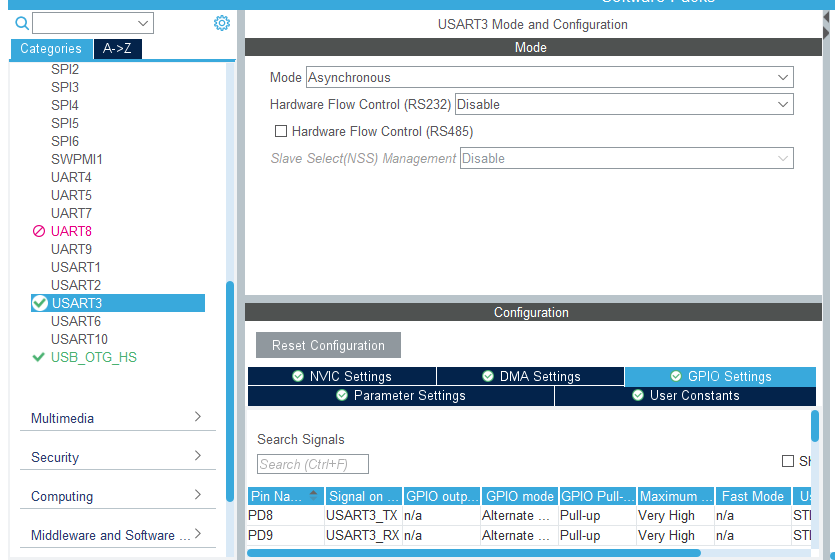 Software Packs
USART3 Mode and Configuration
Categories A->Z
SPI2
SPI3
SPI4
SPI5
SPI6
SWPMI1
UART4
UART5
UART7
UART8
UART9
USART1
USART2
USART3
USART6
USART10
USB_OTG_HS
Multimedia
Security
Computing
Middleware and Software ...
Mode
Mode Asynchronous
Hardware Flow Control (RS232) Disable
Hardware Flow Control (RS485)
Slave Select(NSS) Management Disable
Configuration
Reset Configuration
NVIC Settings DMA Settings GPIO Settings
Parameter Settings User Constants
Search Signals
Search (Ctrl+F)
Pin Na... Signal on ... GPIO outp... GPIO mode GPIO Pull-... Maximum ... Fast Mode
PD8 USART3_TX n/a Alternate ... Pull-up Very High n/a
PD9 USART3_RX n/a Alternate ... Pull-up Very High n/a